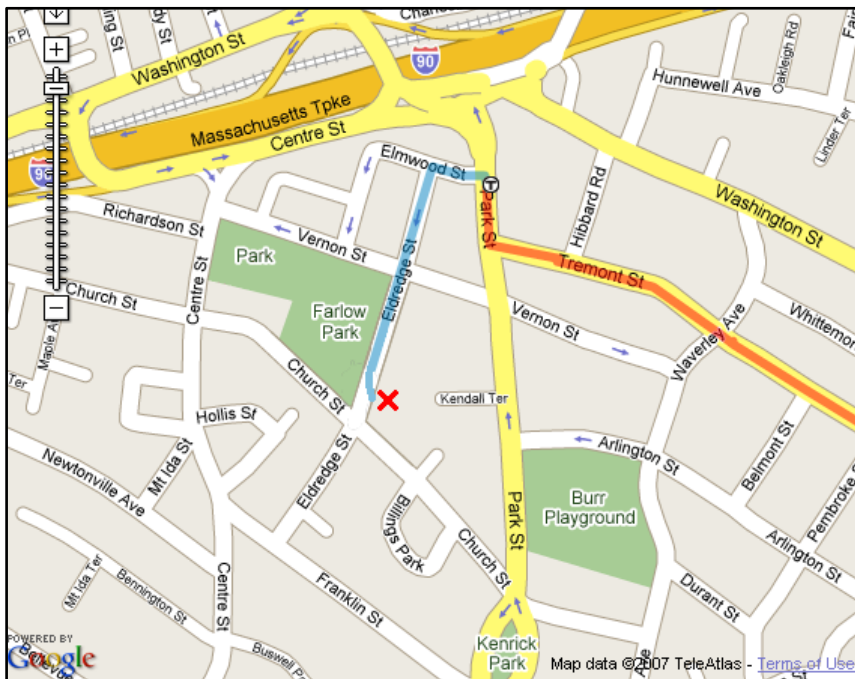 Washington St
90
Massachusetts Tpke
Centre St
Hunnewell Ave
Oakleigh Rd
Linder Ter
Elmwood St
Richardson St
Park St
Hibbard Rd
Washington St
Centre St
Park
Vernon St
Eldredge St
Tremont St
Church St
Farlow
Park
Vernon St
Waverley Ave
Church St
Kendall Ter
Hollis St
Mt Ida St
Eldredge St
Arlington St
Belmont St
Newtonville Ave
Billings Park
Park St
Burr
Playground
Church St
Arlington St
Mt Ida Ter
Bennington St
Centre St
Franklin St
Durant St
Kenrick
Park
POWERED BY
Google
Map data ©2007 TeleAtlas - Terms of Use